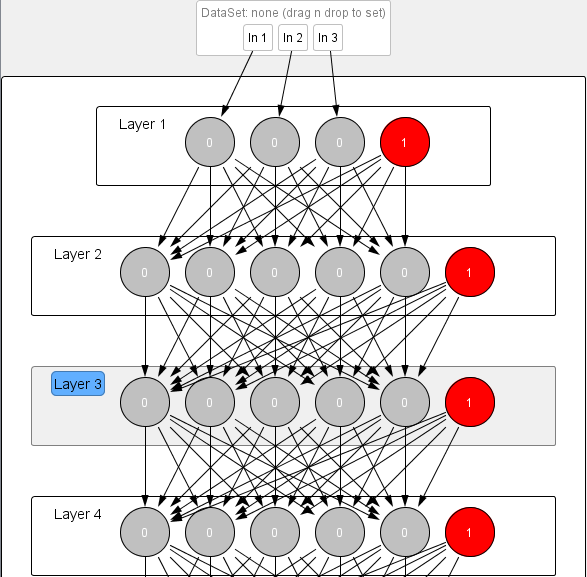 DataSet: none (drag n drop to set)
In 1 In 2 In 3
Layer 1 0 0 0 1
Layer 2 0 0 0 0 0 1
Layer 3 0 0 0 0 0 1
Layer 4 0 0 0 0 0 1